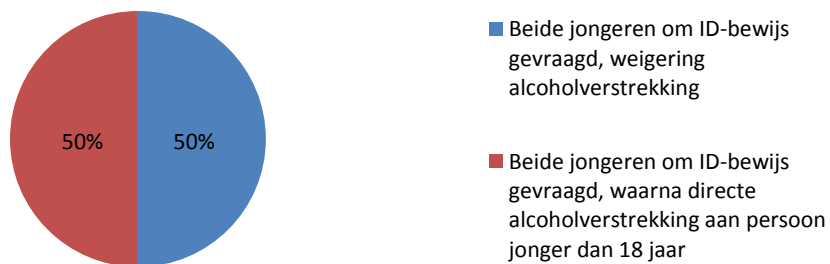 Beide jongeren om ID-bewijs
gevraagd, weigering
alcoholverstrekking
50%
50%
Beide jongeren om ID-bewijs
gevraagd, waarna directe
alcoholverstrekking aan persoon
jonger dan 18 jaar